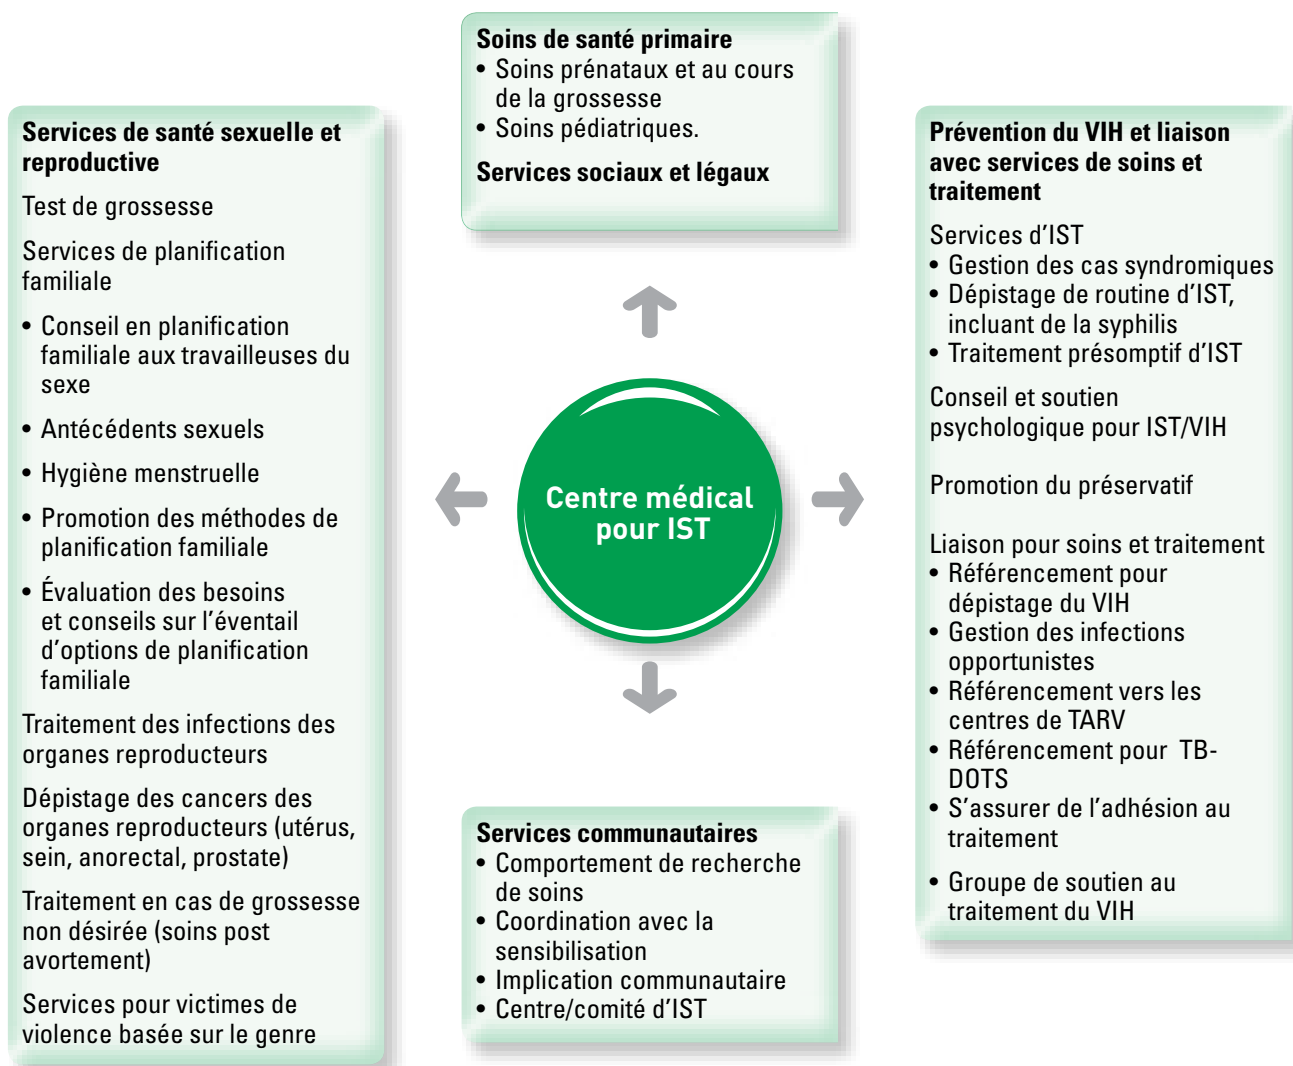 Soins de santé primaire
• Soins prénataux et au cours
de la grossesse
• Soins pédiatriques.
Services sociaux et légaux
Services de santé sexuelle et
reproductive
Test de grossesse
Services de planification
familiale
• Conseil en planification
familiale aux travailleuses du
sexe
• Antécédents sexuels
• Hygiène menstruelle
• Promotion des méthodes de
planification familiale
• Évaluation des besoins
et conseils sur l'éventail
d'options de planification
familiale
Traitement des infections des
organes reproducteurs
Dépistage des cancers des
organes reproducteurs (utérus,
sein, anorectal, prostate)
Traitement en cas de grossesse
non désirée (soins post
avortement)
Services pour victimes de
violence basée sur le genre
Centre médical
pour IST
Prévention du VIH et liaison
avec services de soins et
traitement
Services d'IST
• Gestion des cas syndromiques
• Dépistage de routine d'IST,
incluant de la syphilis
• Traitement présomptif d'IST
Conseil et soutien
psychologique pour IST/VIH
Promotion du préservatif
Liaison pour soins et traitement
• Référencement pour
dépistage du VIH
• Gestion des infections
opportunistes
• Référencement vers les
centres de TARV
• Référencement pour TB-
DOTS
• S'assurer de l'adhésion au
traitement
• Groupe de soutien au
traitement du VIH
Services communautaires
• Comportement de recherche
de soins
• Coordination avec la
sensibilisation
• Implication communautaire
• Centre/comité d'IST